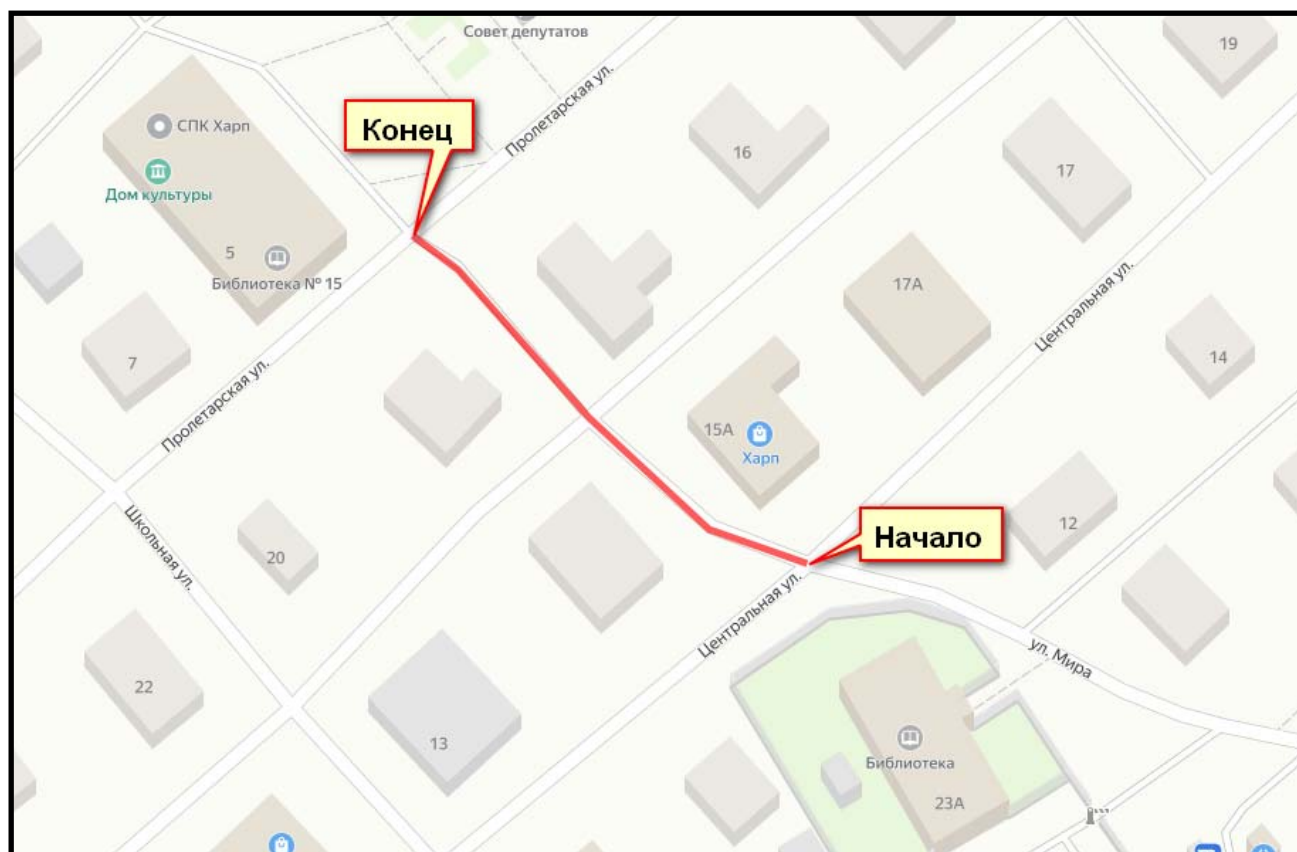 Совет депутатов
19
СПК Харп
Конец
Пролетарская ул.
16
17
Дом культуры
5
Библиотека № 15
17А
Центральная ул.
7
14
Пролетарская ул.
15А
Харп
Школьная ул.
12
Начало
20
Центральная ул.
ул. Мира
22
13
Библиотека
23А